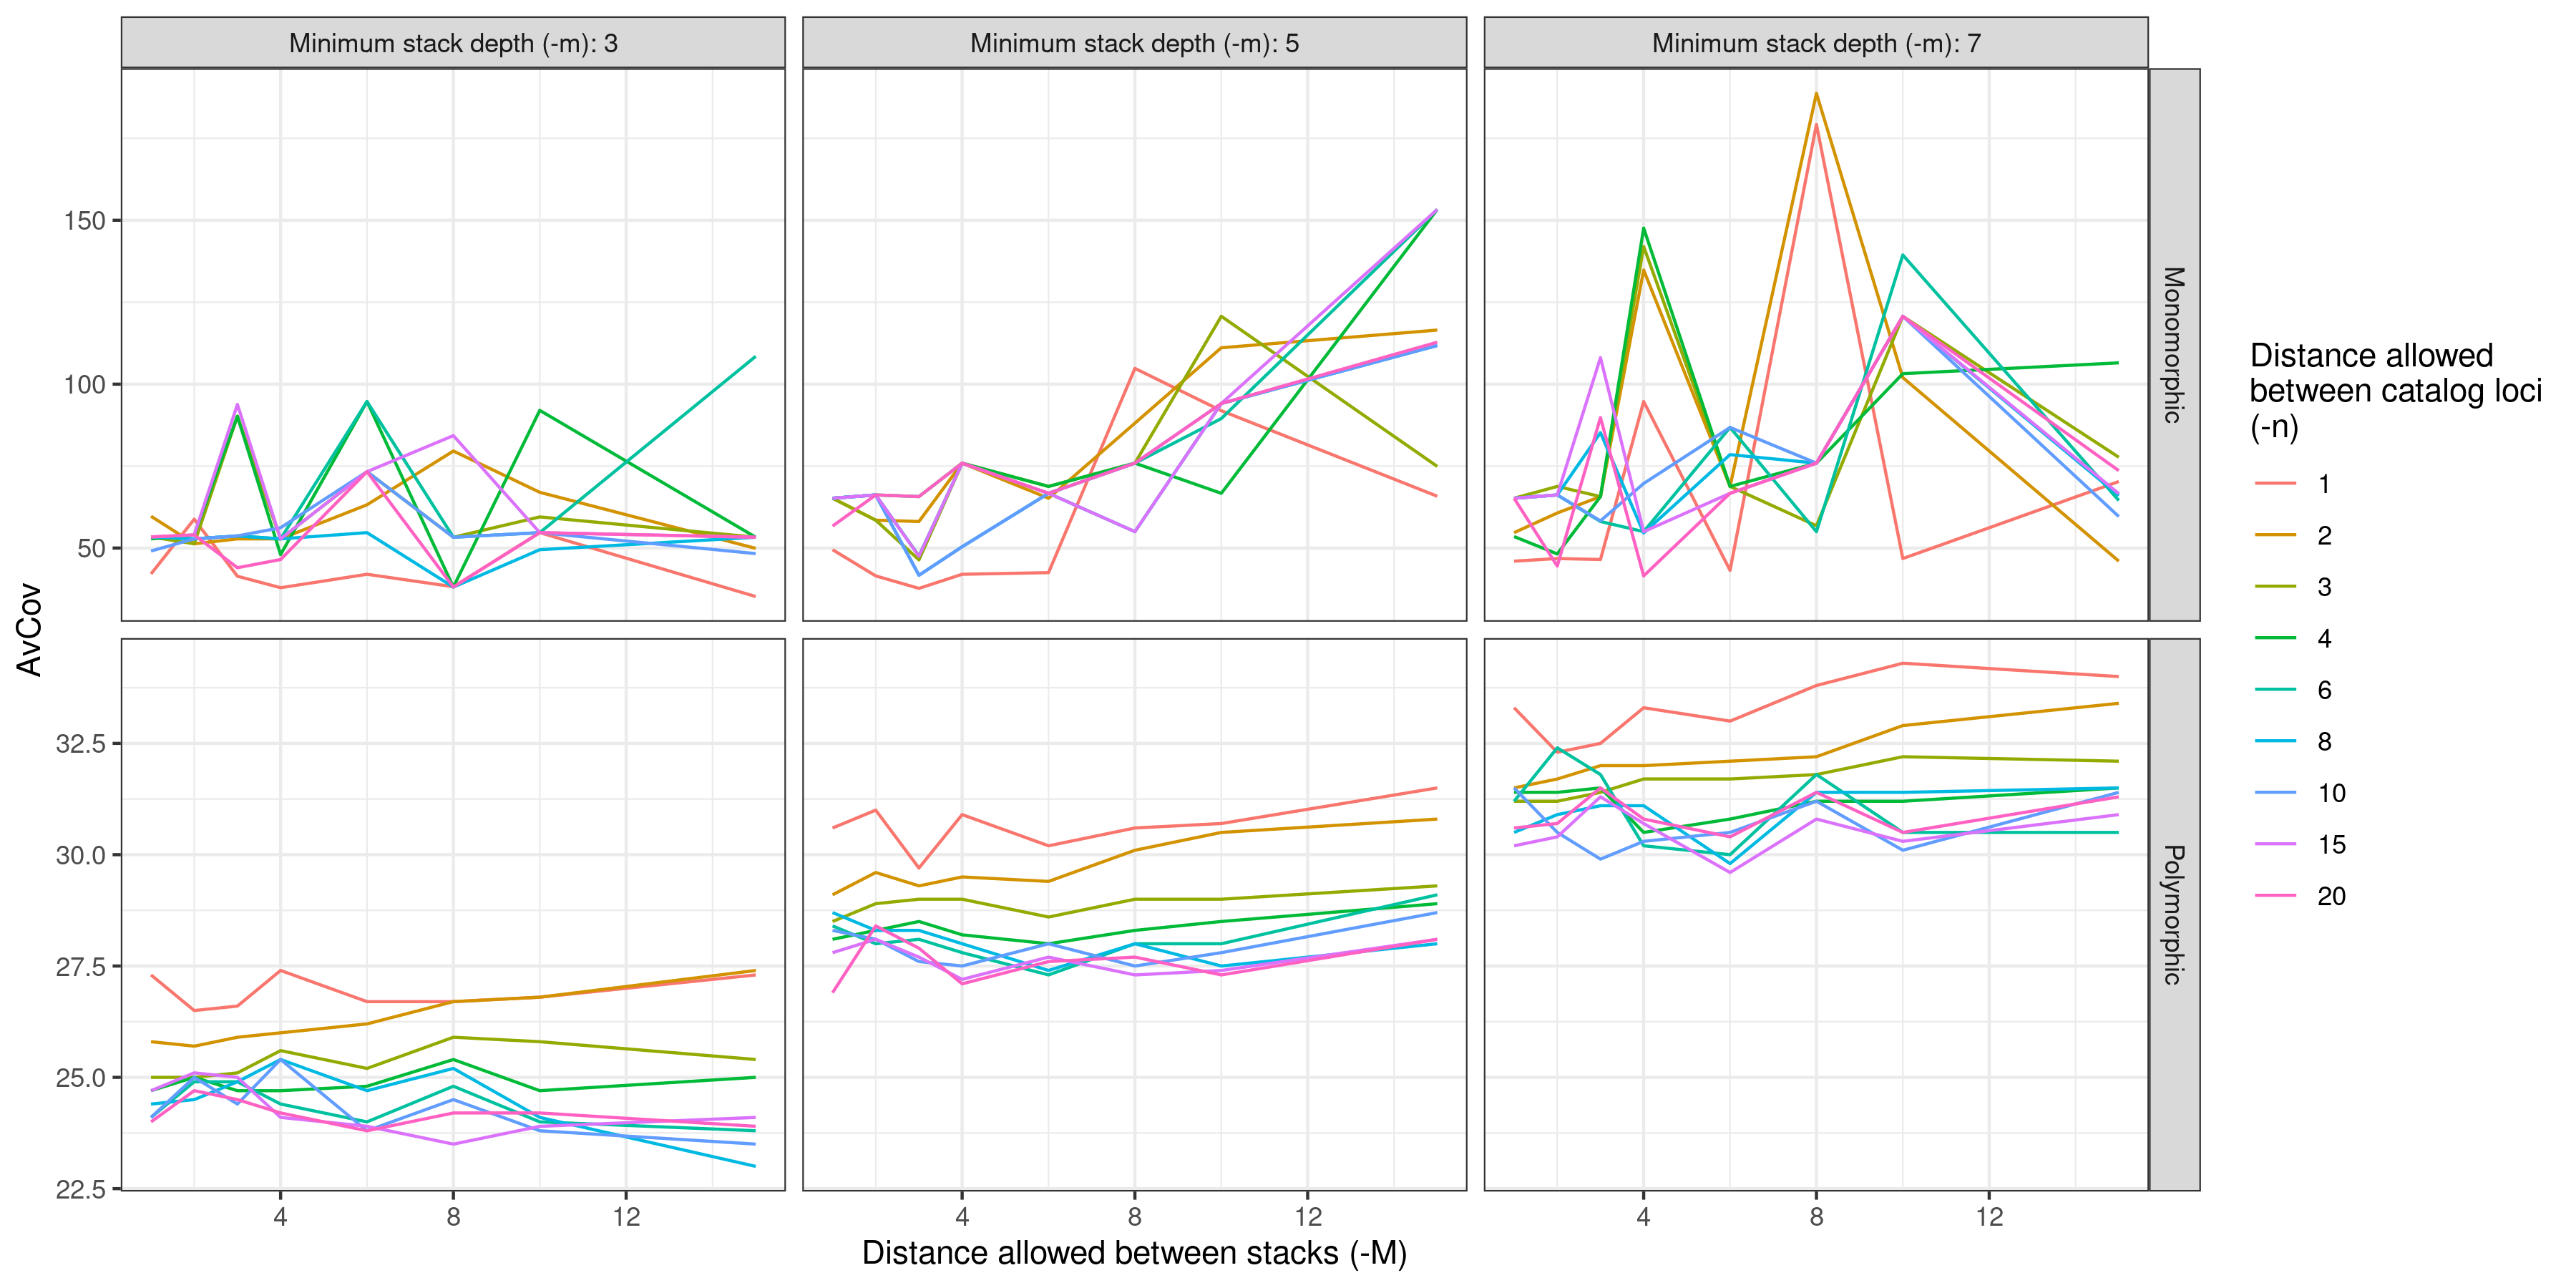 Minimum stack depth (-m): 3
Minimum stack depth (-m): 5
Minimum stack depth (-m): 7
150
100
50
Monomorphic
32.5
30.0
27.5
25.0
22.5
Polymorphic
AvCov
4
8
12
4
8
12
4
8
12
Distance allowed between stacks (-M)
Distance allowed
between catalog loci
(-n)
1
2
3
4
6
8
10
15
20